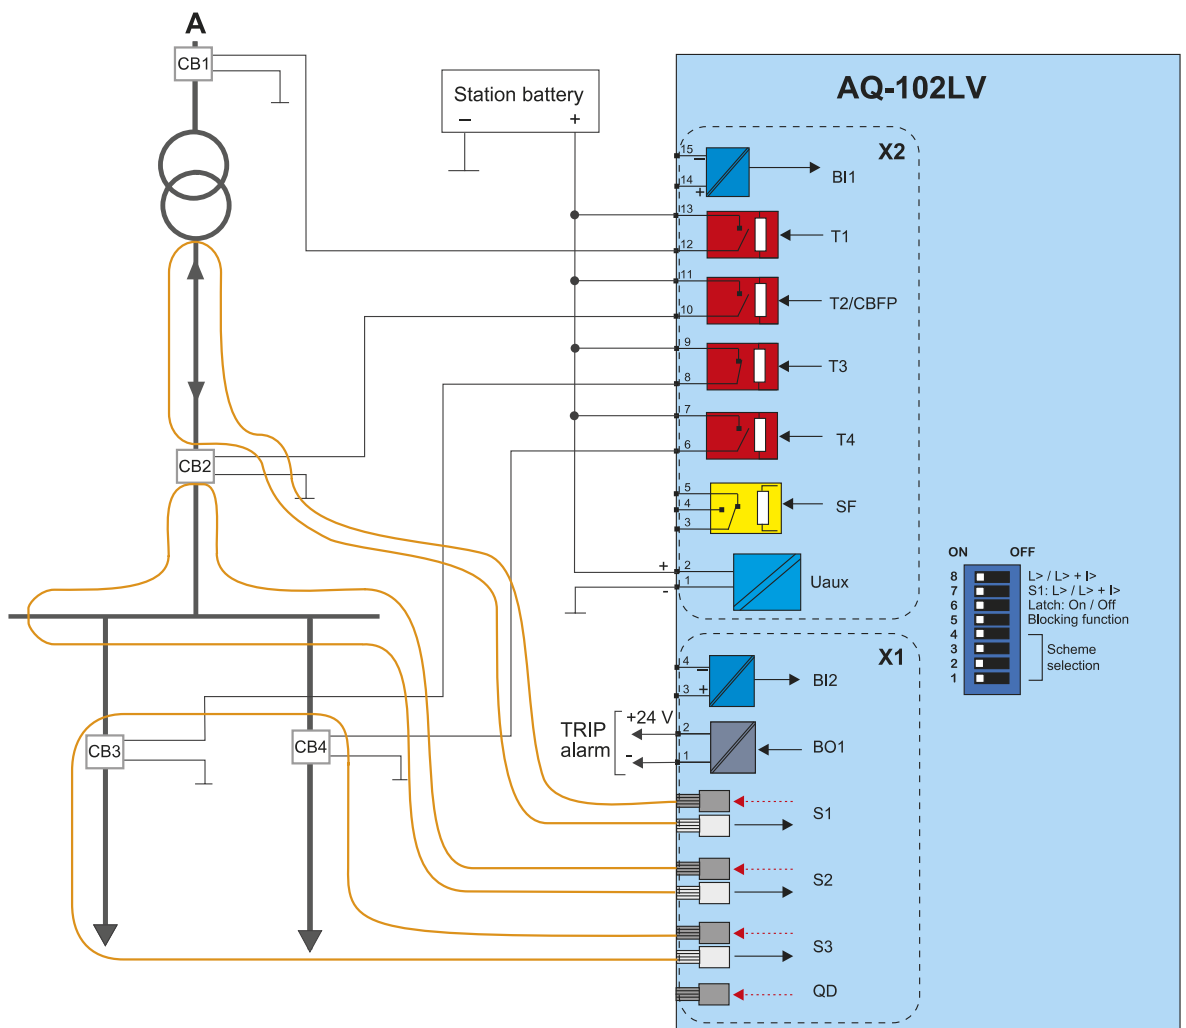 A
CB1
Station battery
− +
AQ-102LV
X2
15
−
14
+
BI1
13
12
T1
11
10
T2/CBFP
9
8
T3
7
6
T4
5
4
3
SF
+ 2
- 1
Uaux
CB2
ON OFF
8 L> / L> + I>
7 S1: L> / L> + I>
6 Latch: On / Off
5 Blocking function
4
3 Scheme
2 selection
1
X1
4
−
3
+
BI2
TRIP
alarm
+24 V
2
-
1
BO1
CB3
CB4
S1
S2
S3
QD